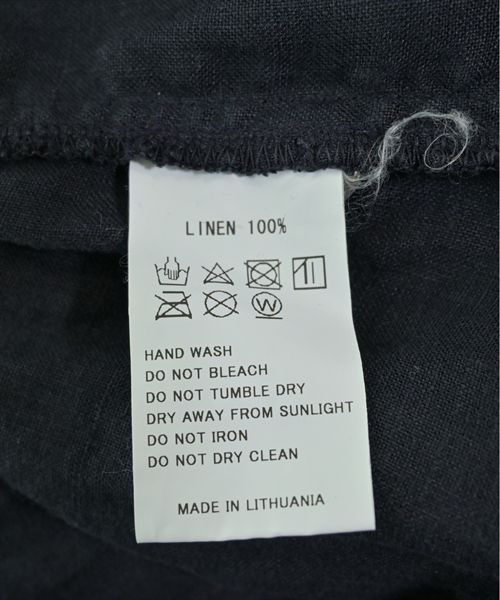 LINEN 100%
W
HAND WASH
DO NOT BLEACH
DO NOT TUMBLE DRY
DRY AWAY FROM SUNLIGHT
DO NOT IRON
DO NOT DRY CLEAN
MADE IN LITHUANIA